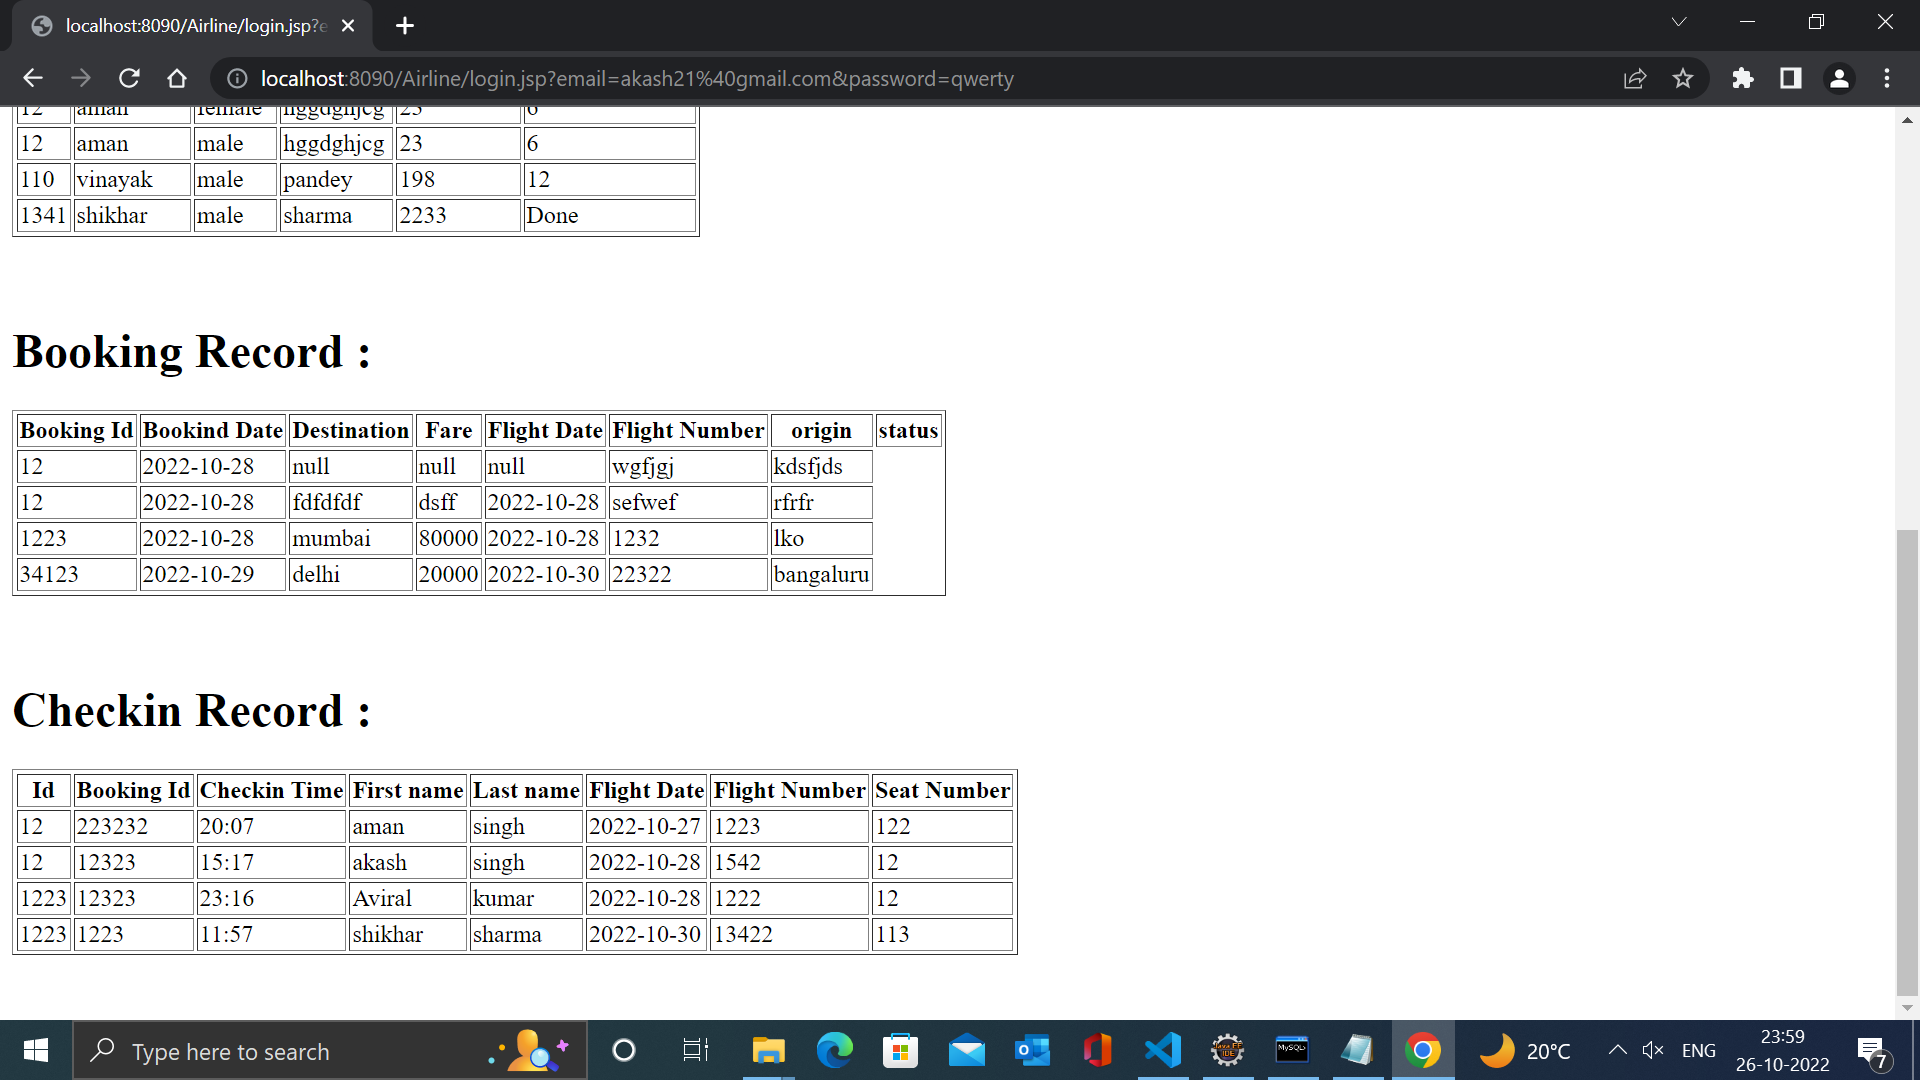 localhost:8090/Airline/login.jsp?e
localhost:8090/Airline/login.jsp?email=akash21%40gmail.com&password=qwerty
12 aman female hggdghjcg 23 6
12 aman male hggdghjcg 23 6
110 vinayak male pandey 198 12
1341 shikhar male sharma 2233 Done
Booking Record :
Booking Id Bookind Date Destination Fare Flight Date Flight Number origin status
12 2022-10-28 null null null wgfjgj kdsfjds
12 2022-10-28 fdfdfdf dsff 2022-10-28 sefwef rfrfr
1223 2022-10-28 mumbai 80000 2022-10-28 1232 lko
34123 2022-10-29 delhi 20000 2022-10-30 22322 bangaluru
Checkin Record :
Id Booking Id Checkin Time First name Last name Flight Date Flight Number Seat Number
12 223232 20:07 aman singh 2022-10-27 1223 122
12 12323 15:17 akash singh 2022-10-28 1542 12
1223 12323 23:16 Aviral kumar 2022-10-28 1222 12
1223 1223 11:57 shikhar sharma 2022-10-30 13422 113
Type here to search
Java EE
IDE
MySQL
20°C
ENG
23:59
26-10-2022
7